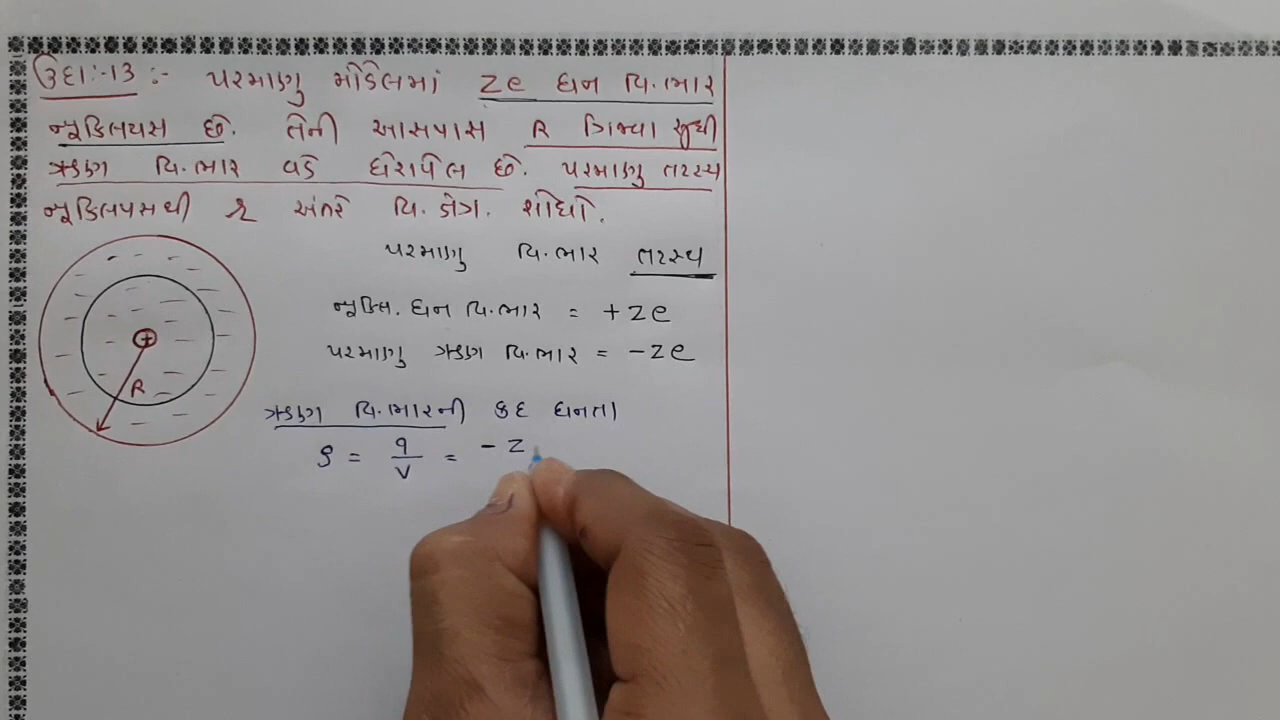 ઉદા:-13 :- પરમાણુ મોડેલમાં ze ધન વિ.ભાર
ન્યૂક્લિયસ છે. તેની આસપાસ R ત્રિજ્યા સુધી
ઋણ વિ.ભાર વડે ઘેરાયેલ છે. પરમાણુ તટસ્થ
ન્યૂક્લિયસથી r અંતરે વિ.ક્ષેત્ર. શોધો.
પરમાણુ વિ.ભાર તટસ્થ
ન્યૂક્લિ. ધન વિ.ભાર = +ze
પરમાણુ ઋણ વિ.ભાર = -ze
+
R
ઋણ વિ.ભારની કદ ઘનતા
ρ = q/V = - z